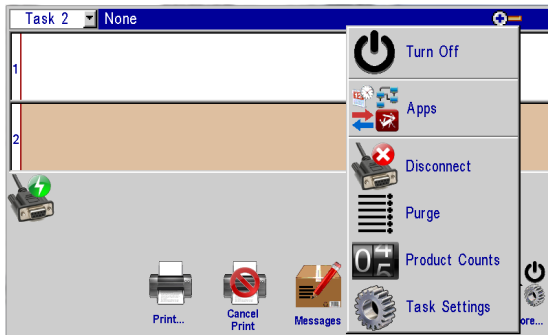 Task 2 None
1
2
Turn Off
Apps
Disconnect
Purge
Product Counts
Task Settings
Print...
Cancel
Print
Messages
ore...